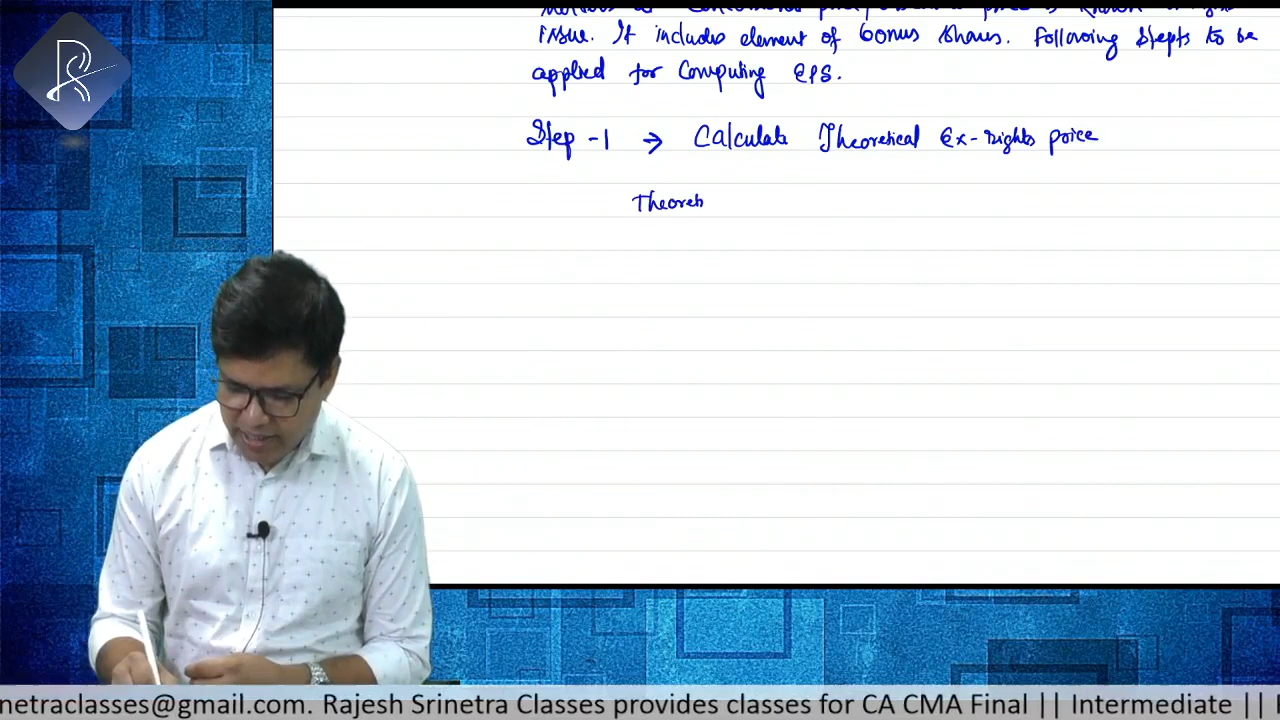 issue. It includes element of bonus shares. Following stepts to be
applied for Computing EPS.
Step -1 → Calculate Theoretical Ex-rights price
Theoreti
netraclasses@gmail.com. Rajesh Srinetra Classes provides classes for CA CMA Final || Intermediate ||